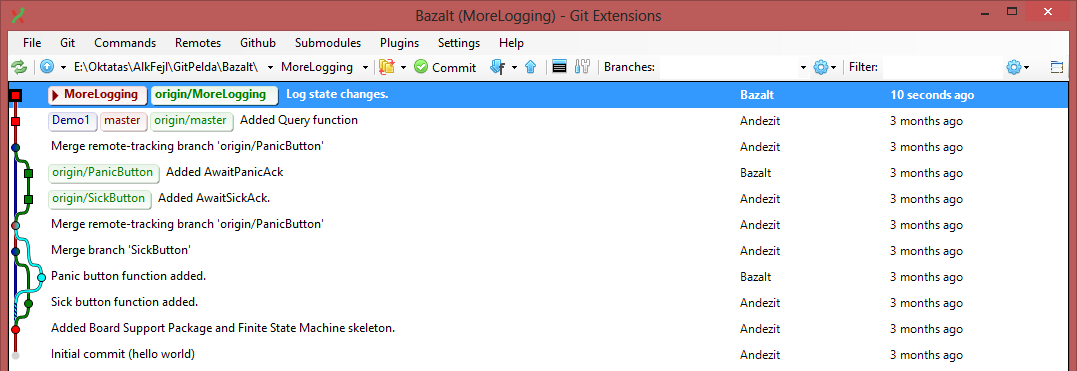 Bazalt (MoreLogging) - Git Extensions
File Git Commands Remotes Github Submodules Plugins Settings Help
E:\Oktatas\AlkFejl\GitPelda\Bazalt\ MoreLogging Commit Branches: Filter:
MoreLogging origin/MoreLogging Log state changes. Bazalt 10 seconds ago
Demo1 master origin/master Added Query function Andezit 3 months ago
Merge remote-tracking branch 'origin/PanicButton' Andezit 3 months ago
origin/PanicButton Added AwaitPanicAck Bazalt 3 months ago
origin/SickButton Added AwaitSickAck. Andezit 3 months ago
Merge remote-tracking branch 'origin/PanicButton' Andezit 3 months ago
Merge branch 'SickButton' Andezit 3 months ago
Panic button function added. Bazalt 3 months ago
Sick button function added. Andezit 3 months ago
Added Board Support Package and Finite State Machine skeleton. Andezit 3 months ago
Initial commit (hello world) Andezit 3 months ago